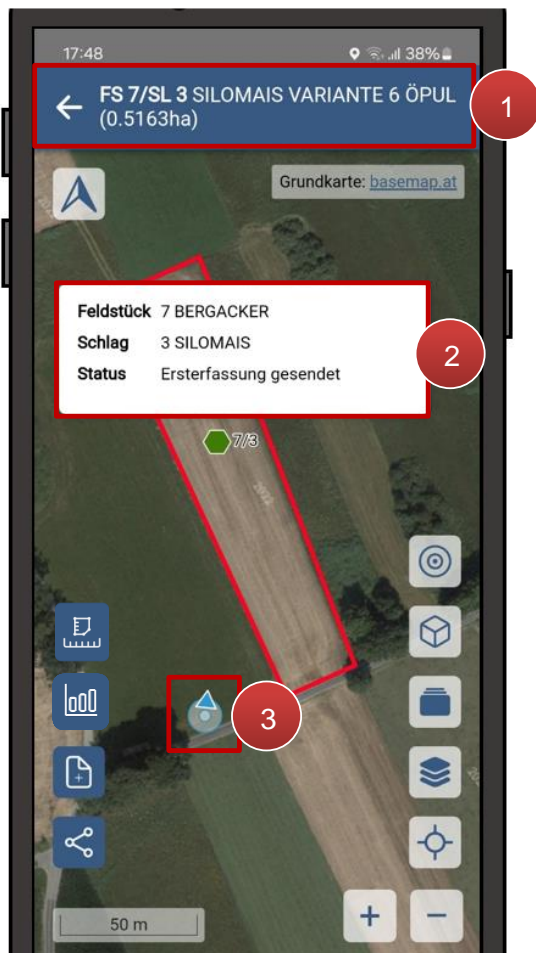 17:48
38%
FS 7/SL 3 SILOMAIS VARIANTE 6 ÖPUL
(0.5163ha)
1
Grundkarte: basemap.at
Feldstück 7 BERGACKER
Schlag 3 SILOMAIS
Status Ersterfassung gesendet
2
7/3
2022
3
50 m
+
−